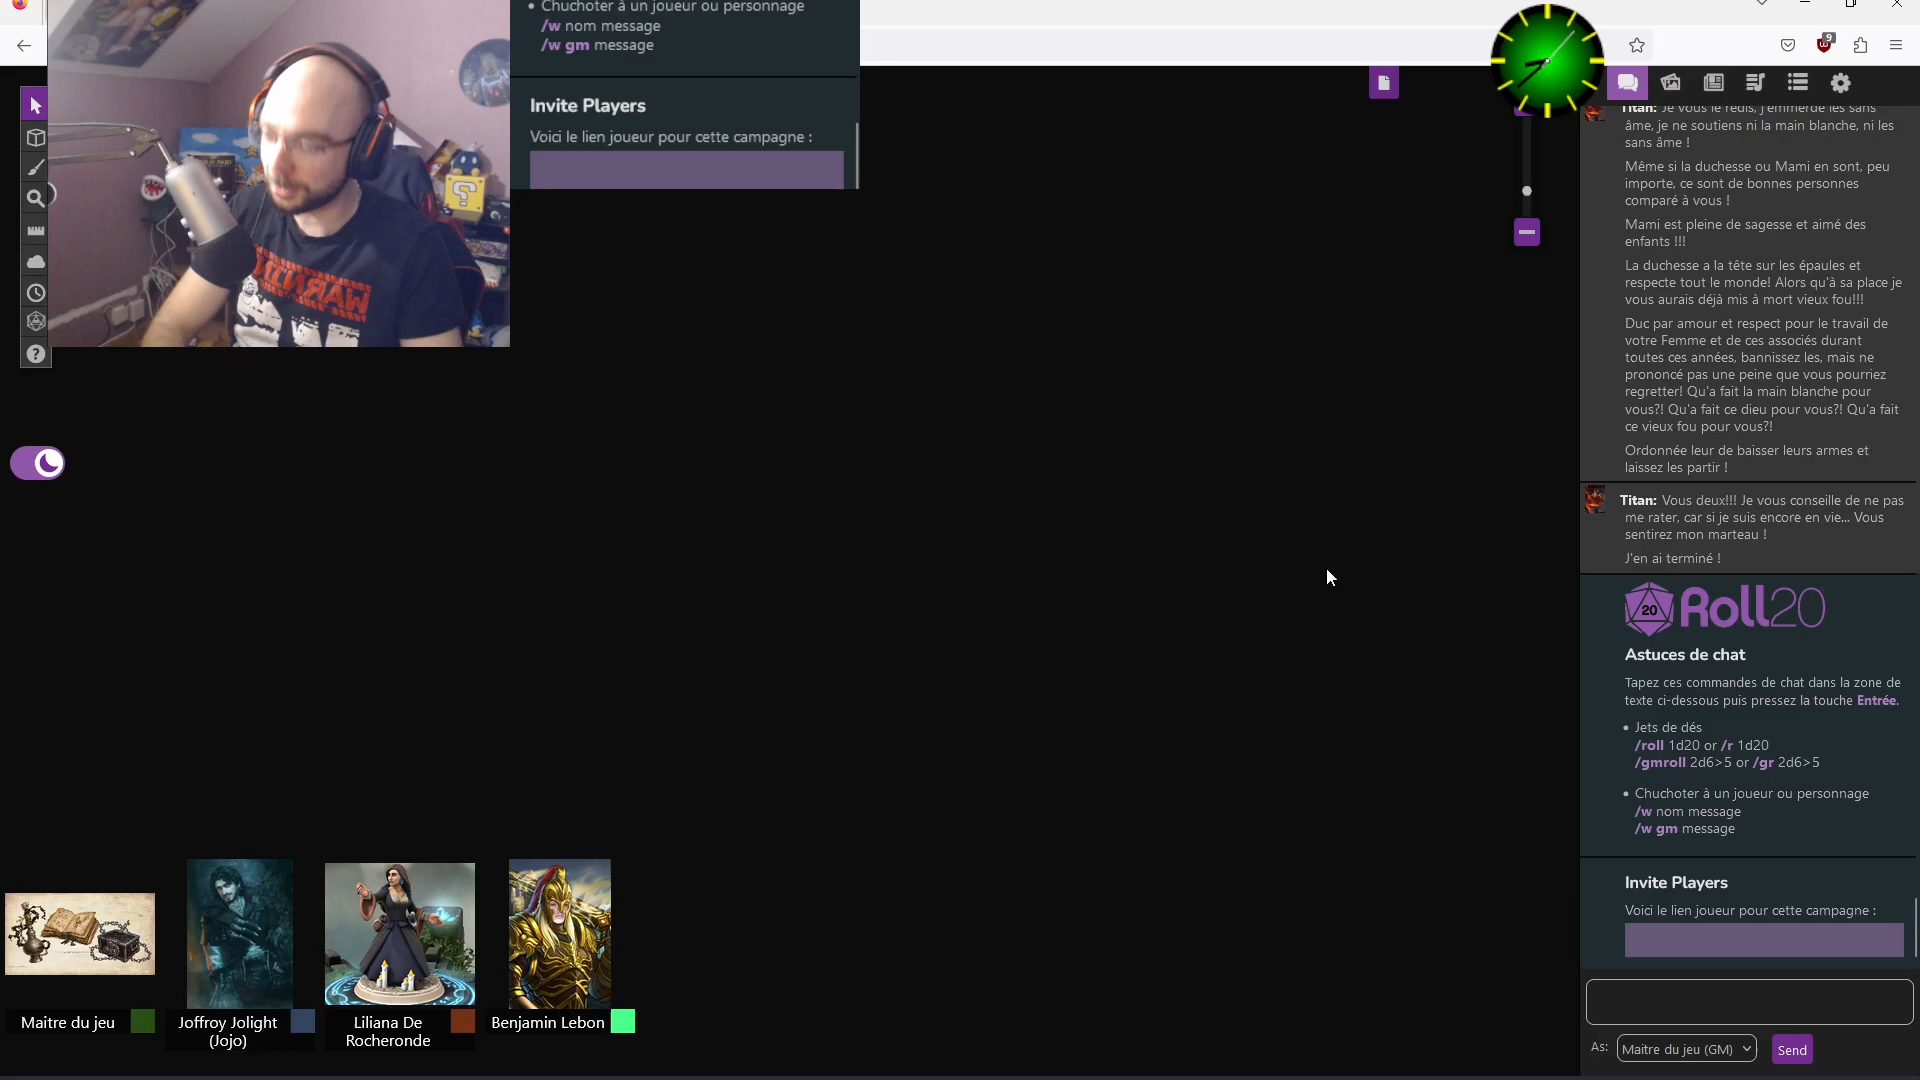 • Chuchoter à un joueur ou personnage
/w nom message
/w gm message
Invite Players
Voici le lien joueur pour cette campagne :
9
Titan: Je vous le redis, j'emmerde les sans
âme, je ne soutiens ni la main blanche, ni les
sans âme !
Même si la duchesse ou Mami en sont, peu
importe, ce sont de bonnes personnes
comparé à vous !
Mami est pleine de sagesse et aimé des
enfants !!!
La duchesse a la tête sur les épaules et
respecte tout le monde! Alors qu'à sa place je
vous aurais déjà mis à mort vieux fou!!!
Duc par amour et respect pour le travail de
votre Femme et de ces associés durant
toutes ces années, bannissez les, mais ne
prononcé pas une peine que vous pourriez
regretter! Qu'a fait la main blanche pour
vous?! Qu'a fait ce dieu pour vous?! Qu'a fait
ce vieux fou pour vous?!
Ordonnée leur de baisser leurs armes et
laissez les partir !
Titan: Vous deux!!! Je vous conseille de ne pas
me rater, car si je suis encore en vie... Vous
sentirez mon marteau !
J'en ai terminé !
20 Roll20
Astuces de chat
Tapez ces commandes de chat dans la zone de
texte ci-dessous puis pressez la touche Entrée.
• Jets de dés
/roll 1d20 or /r 1d20
/gmroll 2d6>5 or /gr 2d6>5
• Chuchoter à un joueur ou personnage
/w nom message
/w gm message
Invite Players
Voici le lien joueur pour cette campagne :
As: Maitre du jeu (GM) Send
Maitre du jeu
Joffroy Jolight
(Jojo)
Liliana De
Rocheronde
Benjamin Lebon